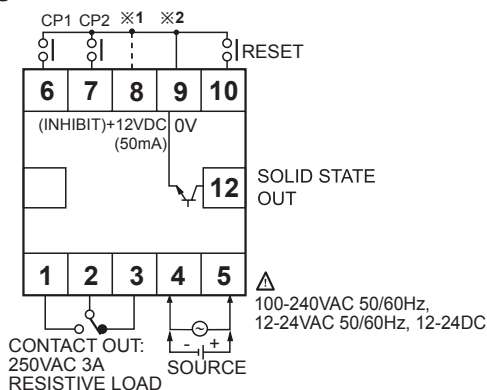 CP1 CP2 ※1 ※2
RESET
6 7 8 9 10
(INHIBIT)+12VDC 0V
(50mA)
12
SOLID STATE
OUT
1 2 3 4 5
100-240VAC 50/60Hz,
12-24VAC 50/60Hz, 12-24DC
- +
CONTACT OUT:
250VAC 3A
RESISTIVE LOAD
SOURCE